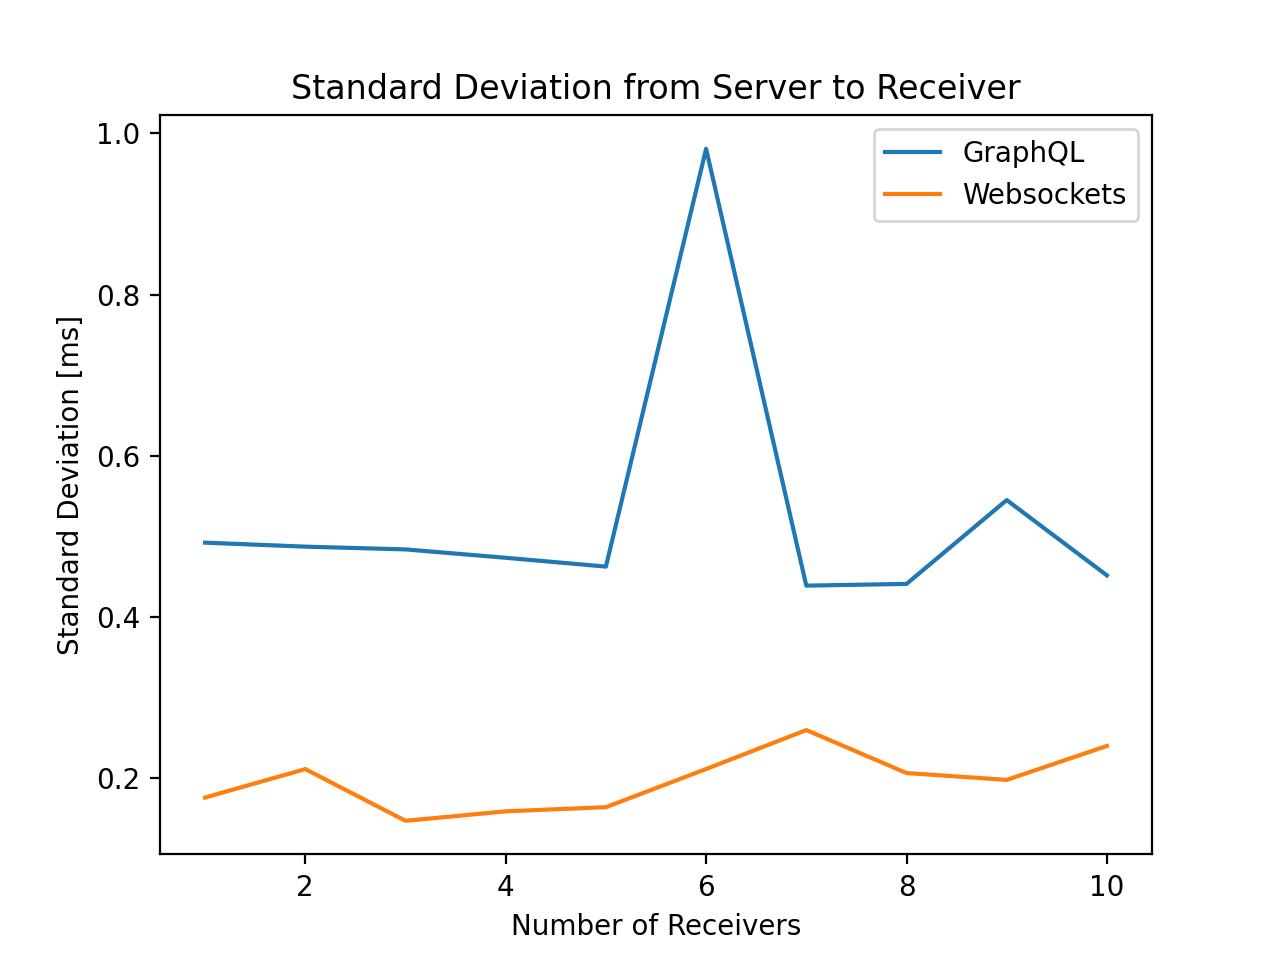 Standard Deviation from Server to Receiver
GraphQL
Websockets
Standard Deviation [ms]
1.0
0.8
0.6
0.4
0.2
2 4 6 8 10
Number of Receivers